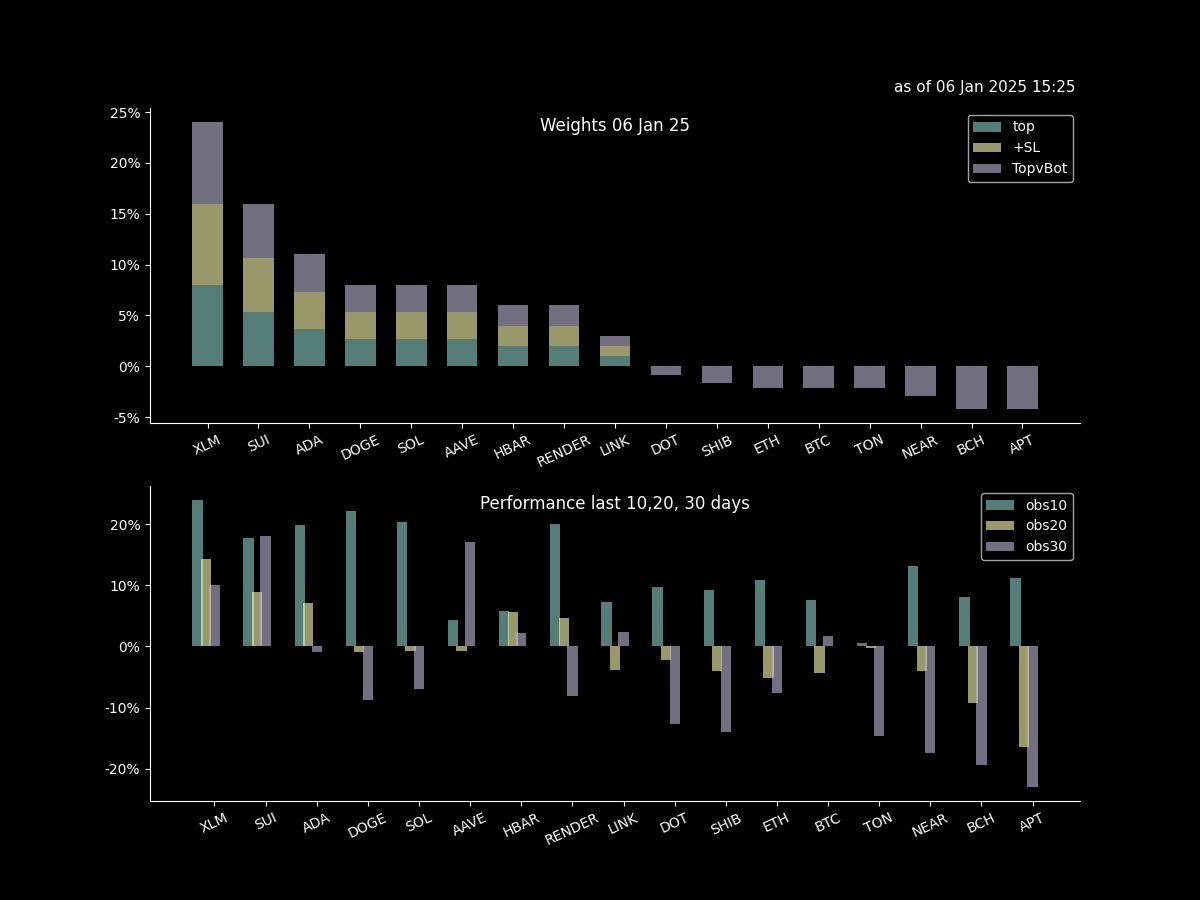 as of 06 Jan 2025 15:25
Weights 06 Jan 25
top
+SL
TopvBot
25%
20%
15%
10%
5%
0%
-5%
XLM SUI ADA DOGE SOL AAVE HBAR RENDER LINK DOT SHIB ETH BTC TON NEAR BCH APT
Performance last 10,20, 30 days
obs10
obs20
obs30
20%
10%
0%
-10%
-20%
XLM SUI ADA DOGE SOL AAVE HBAR RENDER LINK DOT SHIB ETH BTC TON NEAR BCH APT